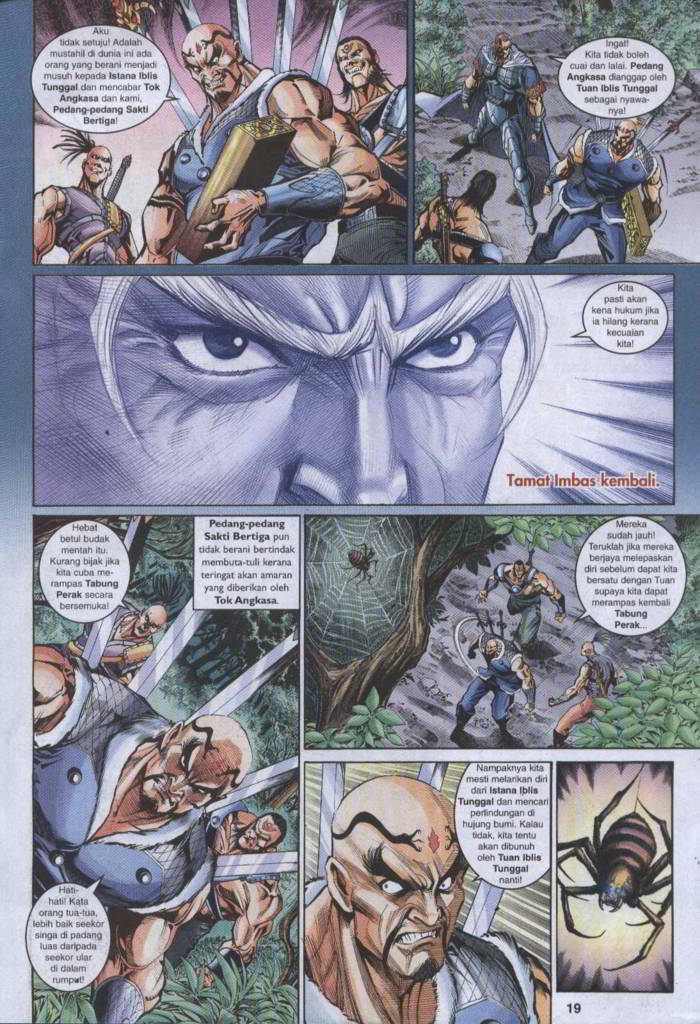 Aku
tidak setuju! Adalah
mustahil di dunia ini ada
orang yang berani menjadi
musuh kepada Istana Iblis
Tunggal dan mencabar Tok
Angkasa dan kami,
Pedang-pedang Sakti
Bertiga!
Ingat!
Kita tidak boleh
cuai dan lalai. Pedang
Angkasa dianggap oleh
Tuan Iblis Tunggal
sebagai nyawa-
nya!
Kita
pasti akan
kena hukum jika
ia hilang kerana
kecuaian
kita!
Tamat Imbas kembali.
Hebat
betul budak
mentah itu.
Kurang bijak jika
kita cuba me-
rampas Tabung
Perak secara
bersemuka!
Pedang-pedang
Sakti Bertiga pun
tidak berani bertindak
membuta-tuli kerana
teringat akan amaran
yang diberikan oleh
Tok Angkasa.
Mereka
sudah jauh!
Teruklah jika mereka
berjaya melepaskan
diri sebelum dapat kita
bersatu dengan Tuan
supaya kita dapat
merampas kembali
Tabung
Perak...
Hati-
hati! Kata
orang tua-tua,
lebih baik seekor
singa di padang
luas daripada
seekor ular
di dalam
rumput!
Nampaknya kita
mesti melarikan diri
dari Istana Iblis
Tunggal dan mencari
perlindungan di
hujung bumi. Kalau
tidak, kita tentu
akan dibunuh
oleh Tuan Iblis
Tunggal
nanti!
19